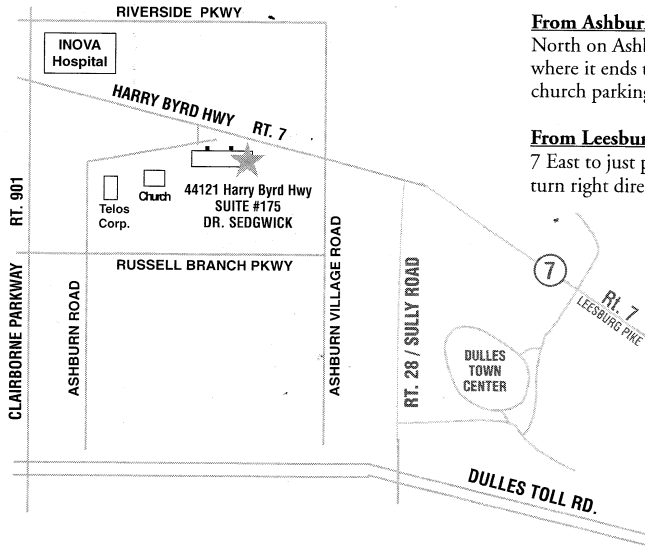 RIVERSIDE PKWY
INOVA
Hospital
HARRY BYRD HWY RT. 7
From
North on
where it ends
church
From
7 East to just
turn right
44121 Harry Byrd Hwy
SUITE #175
DR. SEDGWICK
Church
Telos
Corp.
RT. 901
CLAIRBORNE PARKWAY
ASHBURN ROAD
RUSSELL BRANCH PKWY
ASHBURN VILLAGE ROAD
RT. 28 / SULLY ROAD
7
Rt. 7
LEESBURG PIKE
DULLES
TOWN
CENTER
DULLES TOLL RD.